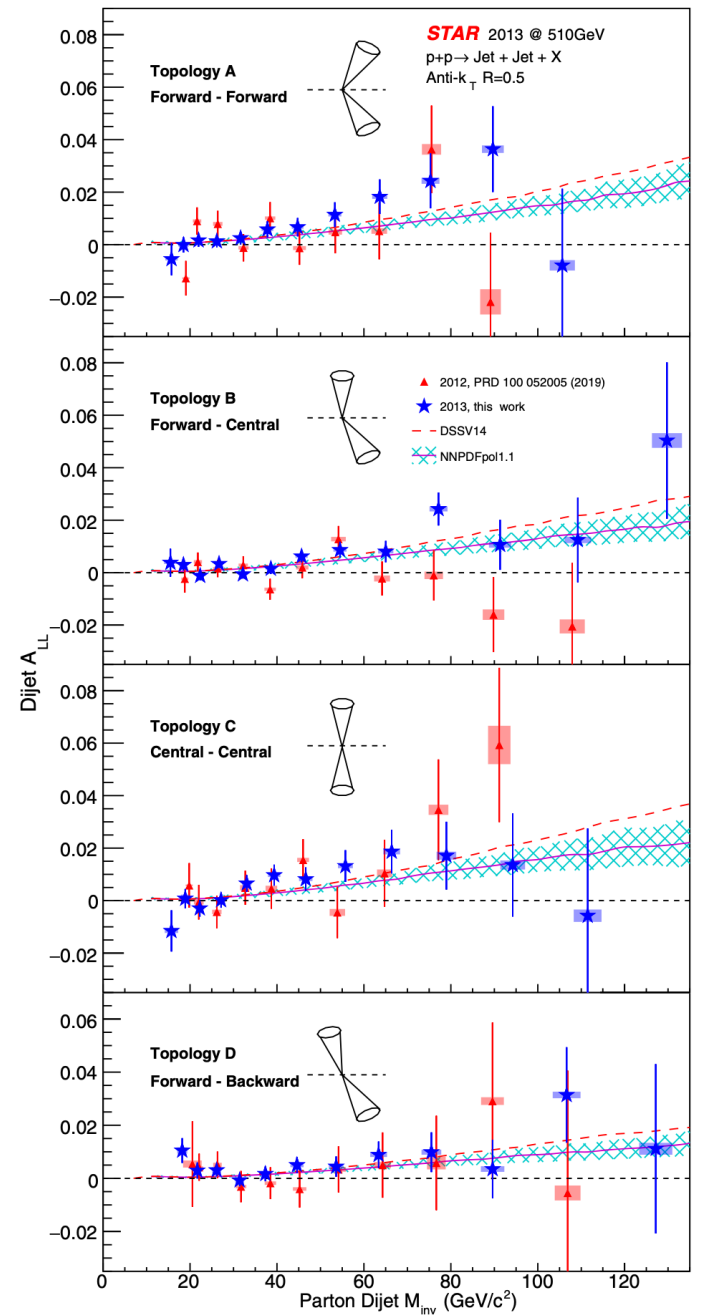 0.08
0.06
0.04
0.02
0
−0.02
Topology A
Forward - Forward
STAR 2013 @ 510GeV
p+p→ Jet + Jet + X
Anti-k_T R=0.5
0.08
0.06
0.04
0.02
0
−0.02
Topology B
Forward - Central
2012, PRD 100 052005 (2019)
2013, this work
DSSV14
NNPDFpol1.1
Dijet A_LL
0.08
0.06
0.04
0.02
0
−0.02
Topology C
Central - Central
0.06
0.04
0.02
0
−0.02
Topology D
Forward - Backward
0 20 40 60 80 100 120
Parton Dijet M_inv (GeV/c²)